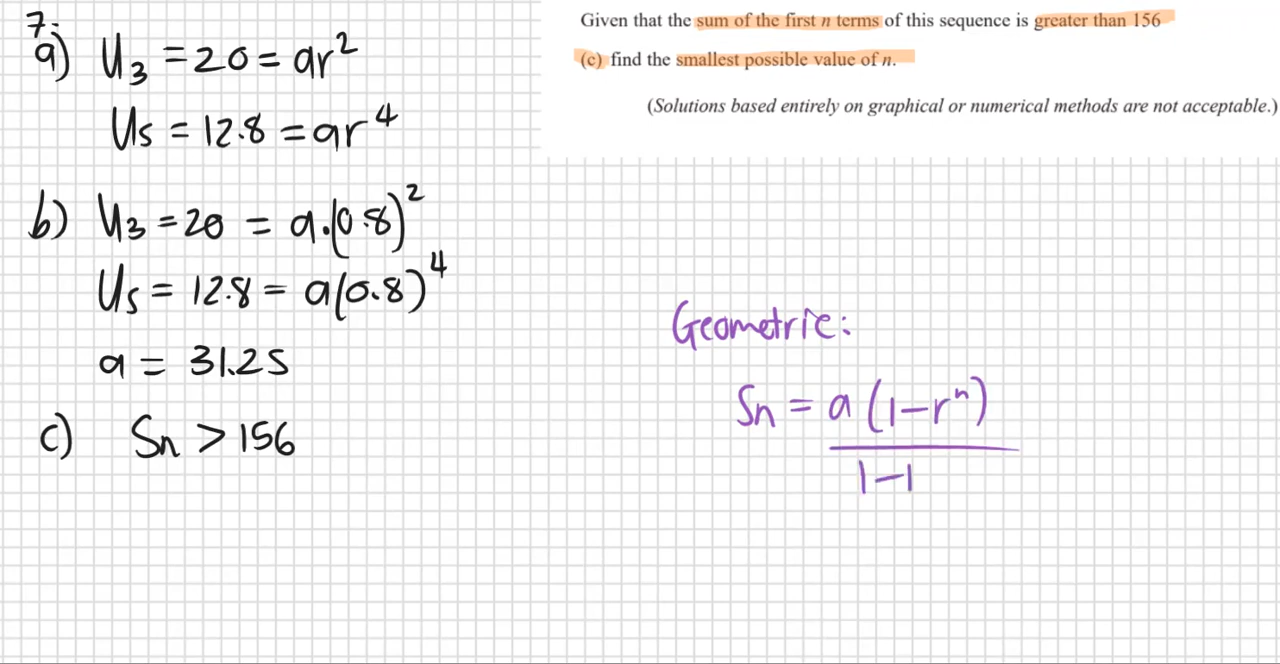 7.
a) U3 = 20 = ar²
U5 = 12.8 = ar⁴
b) U3 = 20 = a.(0.8)²
U5 = 12.8 = a(0.8)⁴
a = 31.25
c) Sn > 156
Given that the sum of the first n terms of this sequence is greater than 156
(c) find the smallest possible value of n.
(Solutions based entirely on graphical or numerical methods are not acceptable.)
Geometric:
Sn = a(1-rⁿ)
1-1